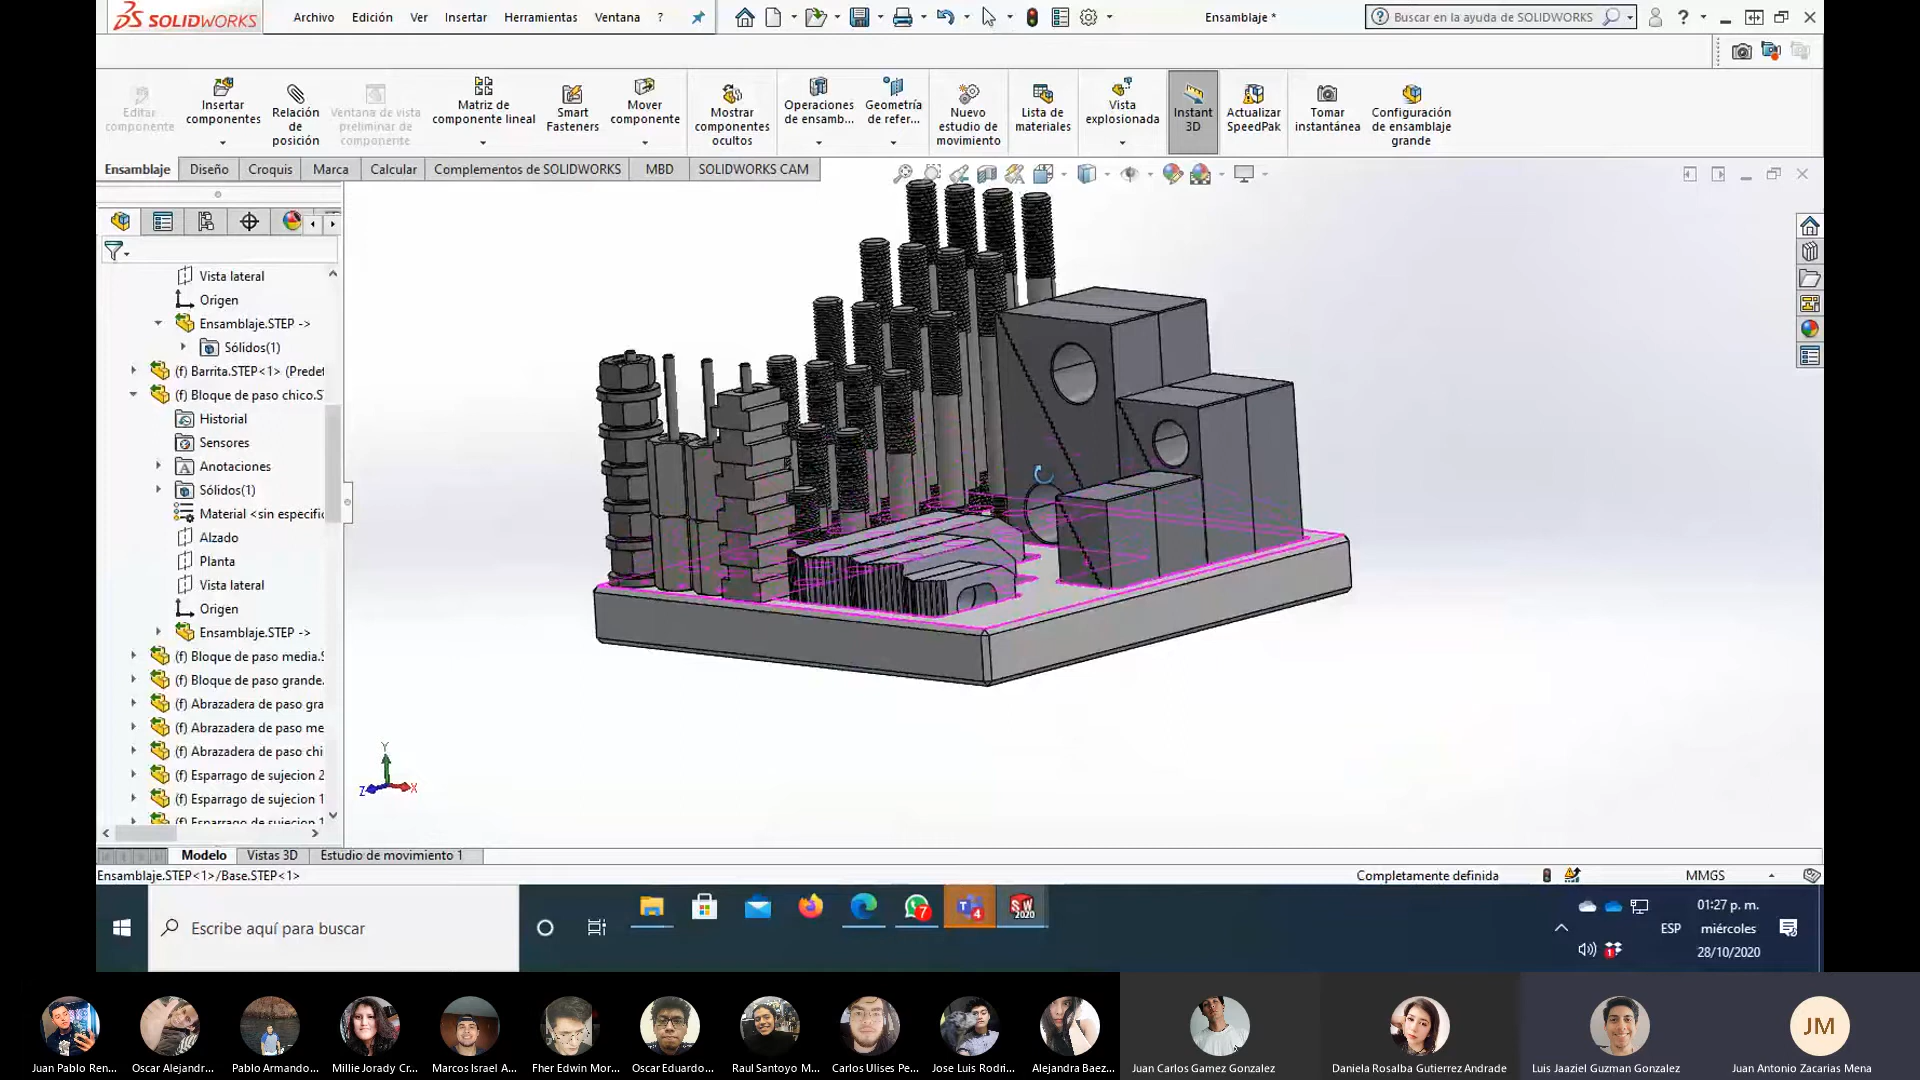 SOLIDWORKS
Archivo Edición Ver Insertar Herramientas Ventana ?
Ensamblaje *
Buscar en la ayuda de SOLIDWORKS
?
Editar componente
Insertar componentes
Relación de posición
Ventana de vista preliminar de componente
Matriz de componente lineal
Smart Fasteners
Mover componente
Mostrar componentes ocultos
Operaciones de ensamb...
Geometría de refer...
Nuevo estudio de movimiento
Lista de materiales
Vista explosionada
Instant 3D
Actualizar SpeedPak
Tomar instantánea
Configuración de ensamblaje grande
Ensamblaje Diseño Croquis Marca Calcular Complementos de SOLIDWORKS MBD SOLIDWORKS CAM
Vista lateral
Origen
Ensamblaje.STEP ->
Sólidos(1)
(f) Barrita.STEP<1> (Predet
(f) Bloque de paso chico.S
Historial
Sensores
Anotaciones
Sólidos(1)
Material <sin especific
Alzado
Planta
Vista lateral
Origen
Ensamblaje.STEP ->
(f) Bloque de paso media.S
(f) Bloque de paso grande.
(f) Abrazadera de paso gra
(f) Abrazadera de paso me
(f) Abrazadera de paso chi
(f) Esparrago de sujecion 2
(f) Esparrago de sujecion 1
(f) Esparrago de sujecion 1
Y
Z X
Modelo Vistas 3D Estudio de movimiento 1
Ensamblaje.STEP<1>/Base.STEP<1>
Completamente definida
MMGS
Escribe aquí para buscar
7
4
SW 2020
ESP
1
01:27 p. m.
miércoles
28/10/2020
JM
Juan Pablo Ren...
Oscar Alejandr...
Pablo Armando...
Millie Jorady Cr...
Marcos Israel A...
Fher Edwin Mor...
Oscar Eduardo...
Raul Santoyo M...
Carlos Ulises Pe...
Jose Luis Rodri...
Alejandra Baez...
Juan Carlos Gamez Gonzalez
Daniela Rosalba Gutierrez Andrade
Luis Jaaziel Guzman Gonzalez
Juan Antonio Zacarias Mena